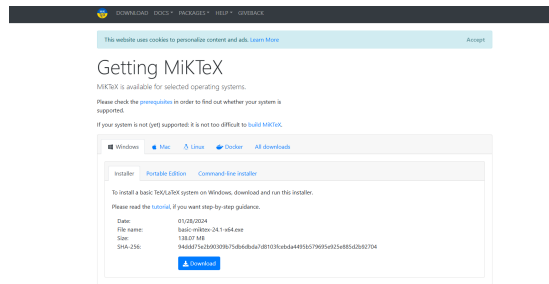 DOWNLOAD DOCS PACKAGES HELP GIVEBACK
This website uses cookies to personalize content and ads. Learn More Accept
Getting MiKTeX
MiKTeX is available for selected operating systems.
Please check the prerequisites in order to find out whether your system is
supported.
If your system is not (yet) supported: it is not too difficult to build MiKTeX.
Windows Mac Linux Docker All downloads
Installer Portable Edition Command-line installer
To install a basic TeX/LaTeX system on Windows, download and run this installer.
Please read the tutorial, if you want step-by-step guidance.
Date: 01/28/2024
File name: basic-miktex-24.1-x64.exe
Size: 138.07 MB
SHA-256: 94ddd75e2b90309b75db6dbda7d8103fcebda4495b579695e925e885d2b92704
Download